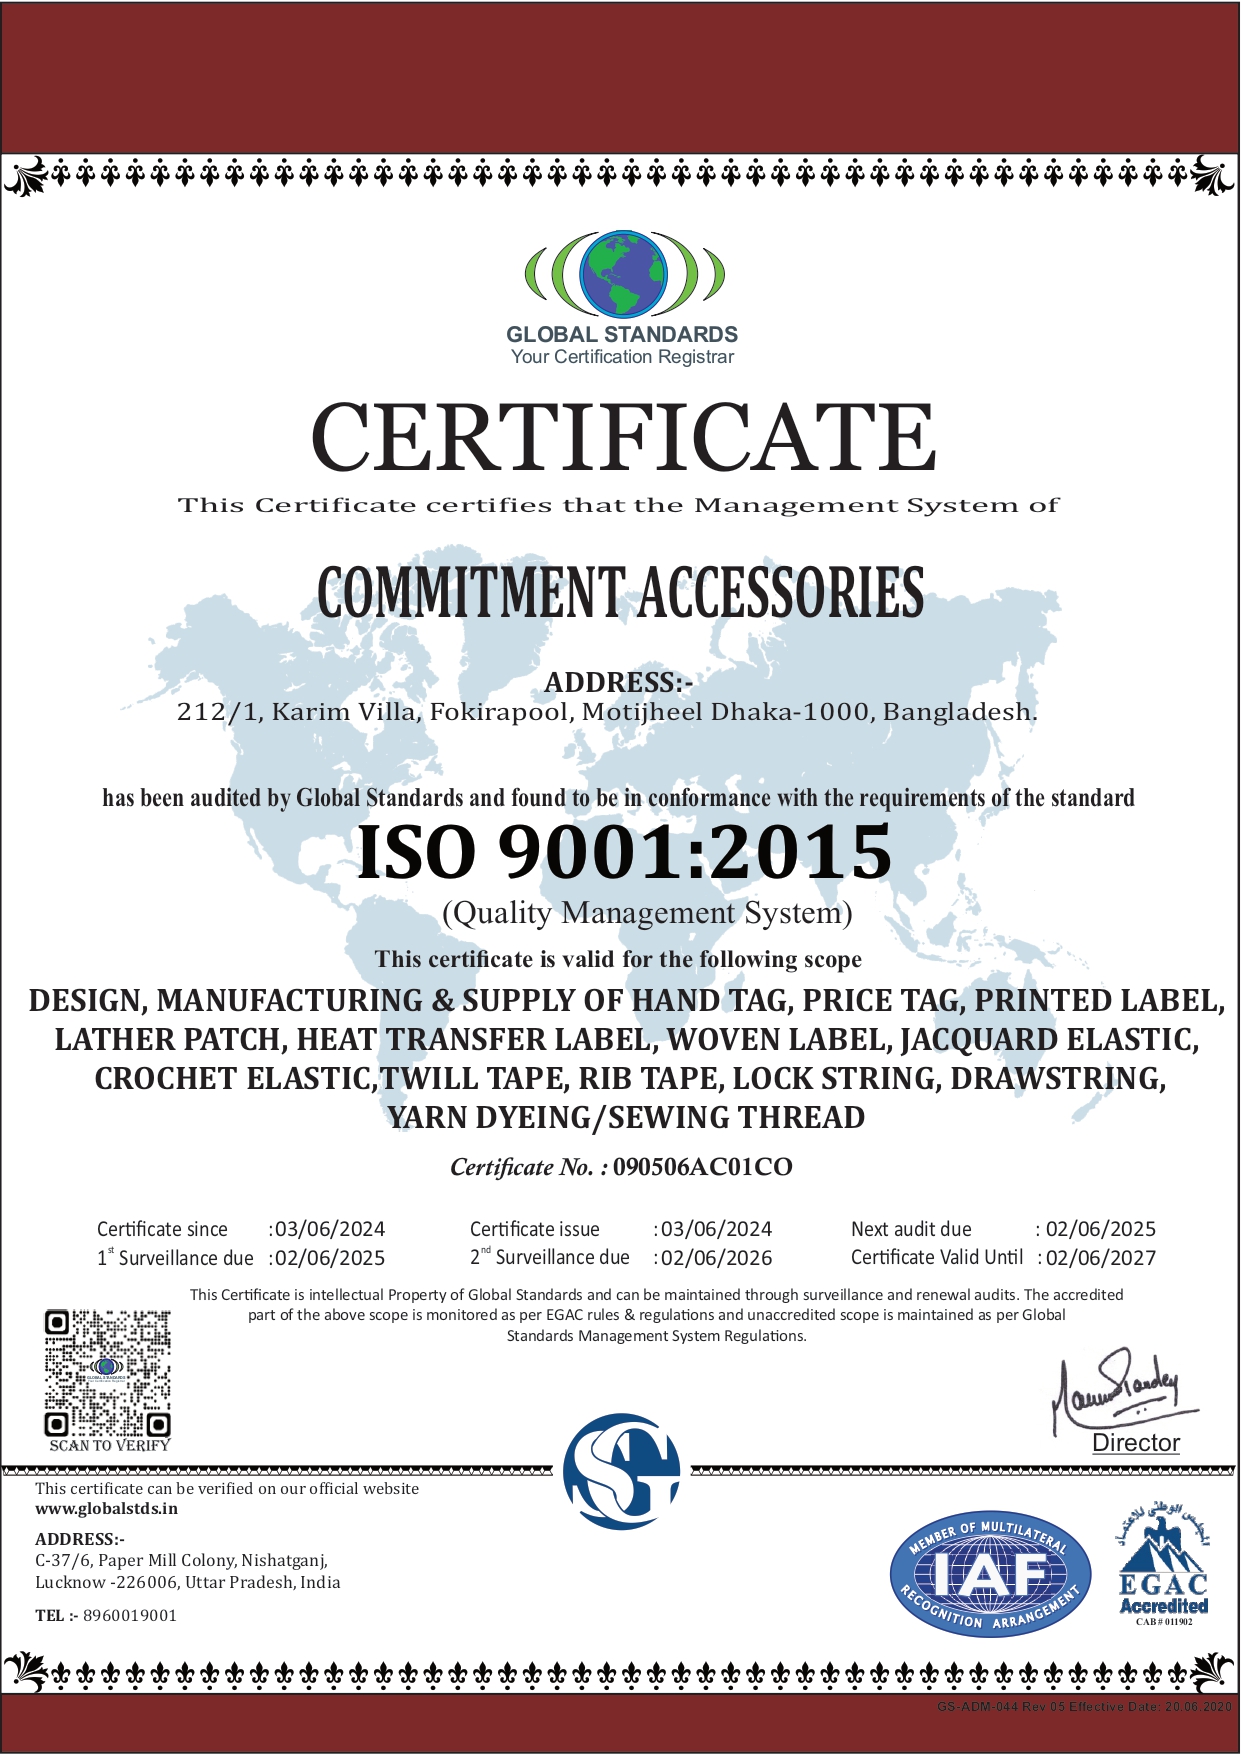 GLOBAL STANDARDS
Your Certification Registrar
CERTIFICATE
This Certificate certifies that the Management System of
COMMITMENT ACCESSORIES
ADDRESS:-
212/1, Karim Villa, Fokirapool, Motijheel Dhaka-1000, Bangladesh.
has been audited by Global Standards and found to be in conformance with the requirements of the standard
ISO 9001:2015
(Quality Management System)
This certificate is valid for the following scope
DESIGN, MANUFACTURING & SUPPLY OF HAND TAG, PRICE TAG, PRINTED LABEL,
LATHER PATCH, HEAT TRANSFER LABEL, WOVEN LABEL, JACQUARD ELASTIC,
CROCHET ELASTIC,TWILL TAPE, RIB TAPE, LOCK STRING, DRAWSTRING,
YARN DYEING/SEWING THREAD
Certificate No. : 090506AC01CO
Certificate since :03/06/2024 Certificate issue :03/06/2024 Next audit due : 02/06/2025
1st Surveillance due :02/06/2025 2nd Surveillance due :02/06/2026 Certificate Valid Until :02/06/2027
This Certificate is intellectual Property of Global Standards and can be maintained through surveillance and renewal audits. The accredited
part of the above scope is monitored as per EGAC rules & regulations and unaccredited scope is maintained as per Global
Standards Management System Regulations.
GLOBAL STANDARDS
Your Certification Registrar
SCAN TO VERIFY
Director
This certificate can be verified on our official website
www.globalstds.in
ADDRESS:-
C-37/6, Paper Mill Colony, Nishatganj,
Lucknow -226006, Uttar Pradesh, India
TEL :- 8960019001
SG
MEMBER OF MULTILATERAL
IAF
RECOGNITION ARRANGEMENT
المجلس الوطني للاعتماد
EGAC
Accredited
CAB# 011902
GS-ADM-044 Rev 05 Effective Date: 20.06.2020